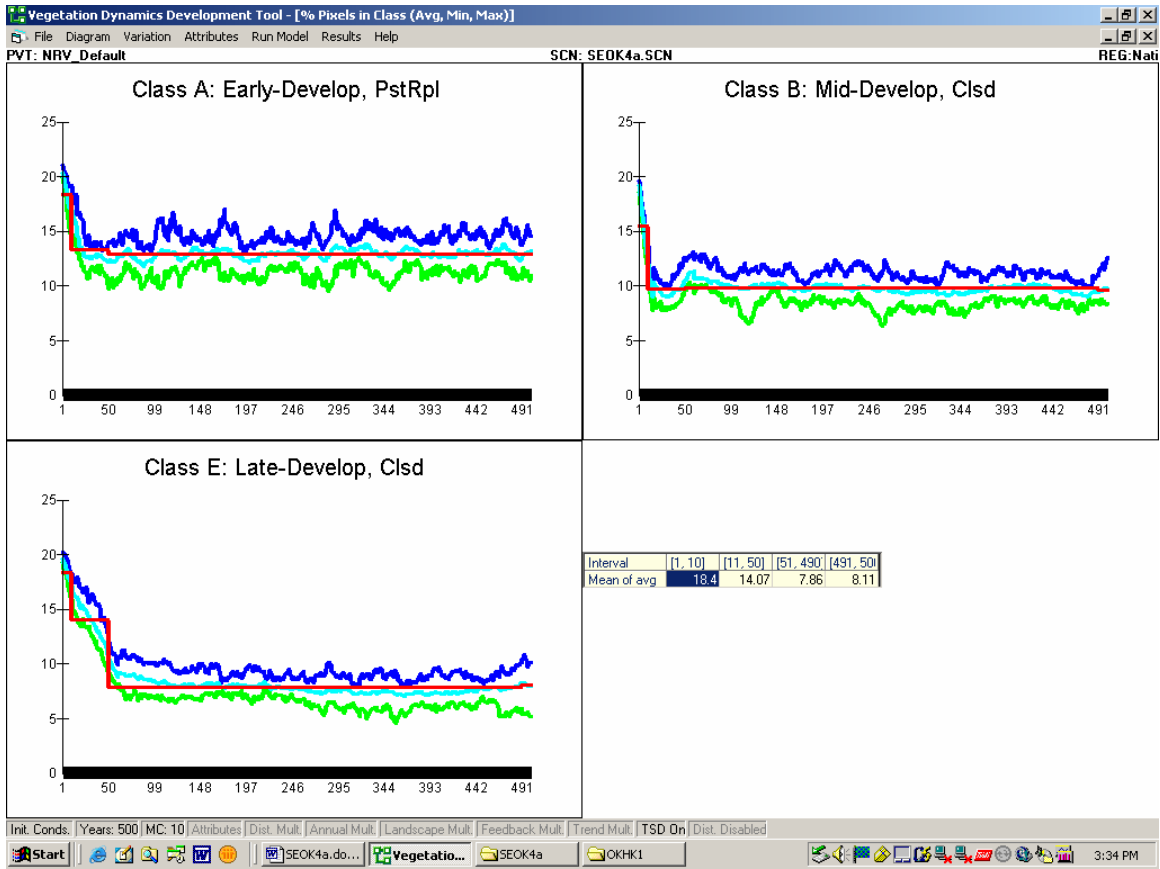 Vegetation Dynamics Development Tool - [% Pixels in Class (Avg, Min, Max)]
File Diagram Variation Attributes Run Model Results Help
PVT: NRV_Default SCN: SEOK4a.SCN REG:Nati
Class A: Early-Develop, PstRpl
25
20
15
10
5
0
1 50 99 148 197 246 295 344 393 442 491
Class B: Mid-Develop, Clsd
25
20
15
10
5
0
1 50 99 148 197 246 295 344 393 442 491
Class E: Late-Develop, Clsd
25
20
15
10
5
0
1 50 99 148 197 246 295 344 393 442 491
Interval [1, 10] [11, 50] [51, 490] [491, 50
Mean of avg 18.4 14.07 7.86 8.11
Init. Conds. Years: 500 MC: 10 Attributes Dist. Mult. Annual Mult. Landscape Mult. Feedback Mult. Trend Mult. TSD On Dist. Disabled
Start SEOK4a.do... Vegetatio... SEOK4a OKHK1 3:34 PM